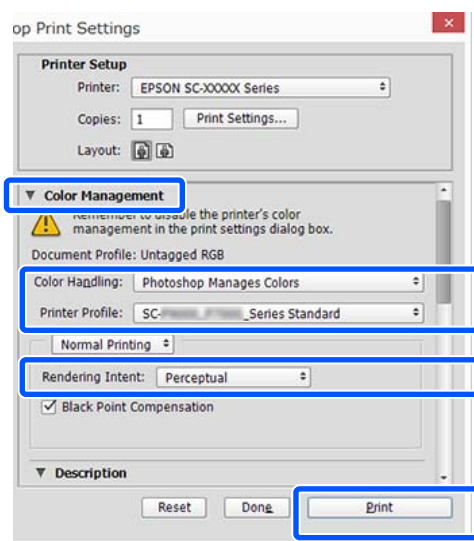 op Print Settings
Printer Setup
Printer: EPSON SC-XXXXX Series
Copies: 1 Print Settings...
Layout:
Color Management
Remember to disable the printer's color
management in the print settings dialog box.
Document Profile: Untagged RGB
Color Handling: Photoshop Manages Colors
Printer Profile: SC- _Series Standard
Normal Printing
Rendering Intent: Perceptual
Black Point Compensation
Description
Reset Done Print